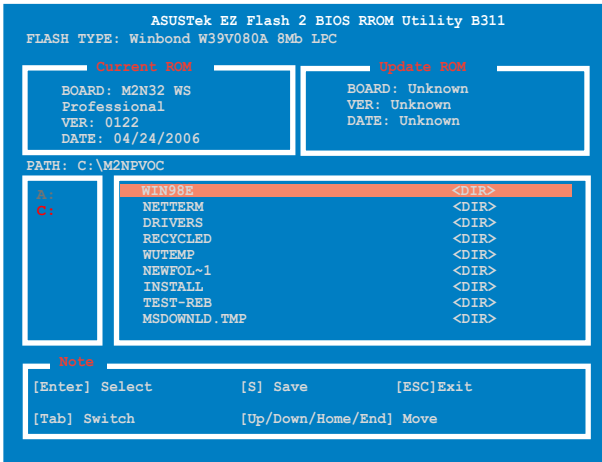 ASUSTek EZ Flash 2 BIOS RROM Utility B311
FLASH TYPE: Winbond W39V080A 8Mb LPC
Current ROM
BOARD: M2N32 WS
Professional
VER: 0122
DATE: 04/24/2006
Update ROM
BOARD: Unknown
VER: Unknown
DATE: Unknown
PATH: C:\M2NPVOC
A:
C:
WIN98E <DIR>
NETTERM <DIR>
DRIVERS <DIR>
RECYCLED <DIR>
WUTEMP <DIR>
NEWFOL~1 <DIR>
INSTALL <DIR>
TEST-REB <DIR>
MSDOWNLD.TMP <DIR>
Note
[Enter] Select [S] Save [ESC]Exit
[Tab] Switch [Up/Down/Home/End] Move